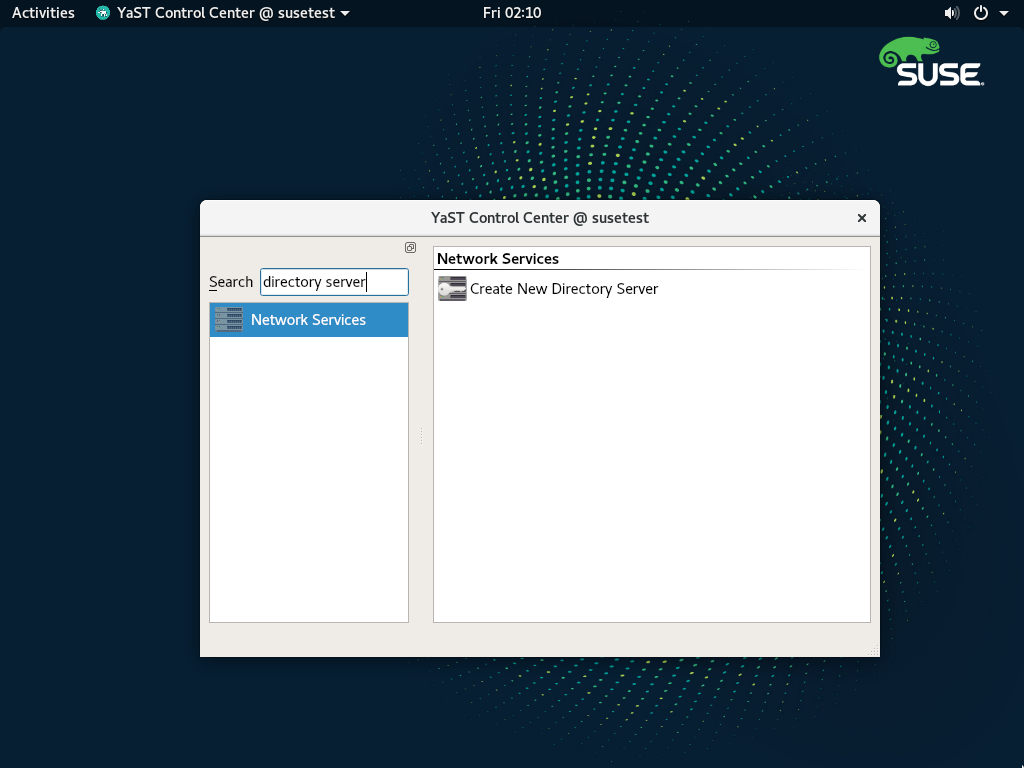 Activities
YaST Control Center @ susetest
Fri 02:10
SUSE
YaST Control Center @ susetest
Search
directory server
Network Services
Network Services
Create New Directory Server